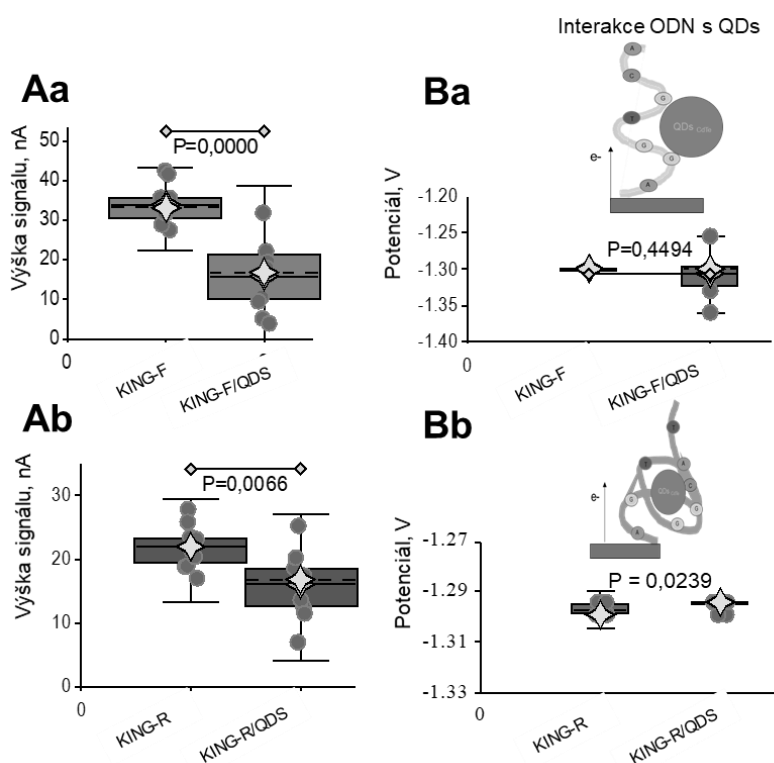 Interakce ODN s QDs
Aa
Výška signálu, nA
50
40
30
20
10
0
0
P=0,0000
KING-F
KING-F/QDS
Ba
Potenciál, V
-1.20
-1.30
-1.35
-1.40
0
P=0,4494
KING-F
KING-F/QDS
A
C
G
T
G
G
A
QDs CdTe
e-
Ab
Výška signálu, nA
30
20
10
0
0
P=0,0066
KING-R
KING-R/QDS
Bb
Potenciál, V
-1.27
-1.29
-1.31
-1.33
0
P = 0,0239
KING-R
KING-R/QDS
A
C
G
G
G
A
QDs
e-